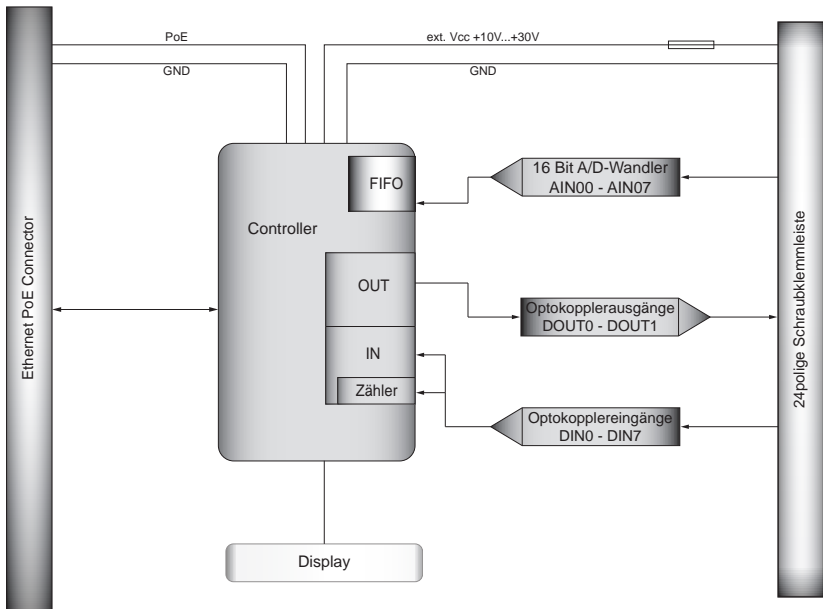 PoE
ext. Vcc +10V...+30V
GND
GND
Ethernet PoE Connector
Controller
FIFO
16 Bit A/D-Wandler
AIN00 - AIN07
OUT
Optokopplerausgänge
DOUT0 - DOUT1
IN
Zähler
Optokopplereingänge
DIN0 - DIN7
24polige Schraubklemmleiste
Display